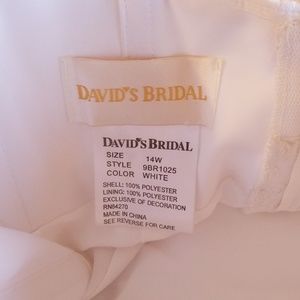 DAVID'S BRIDAL
DAVID'S BRIDAL
SIZE 14W
STYLE 9BR1025
COLOR WHITE
SHELL: 100% POLYESTER
LINING: 100% POLYESTER
EXCLUSIVE OF DECORATION
RN84270
MADE IN CHINA
SEE REVERSE FOR CARE